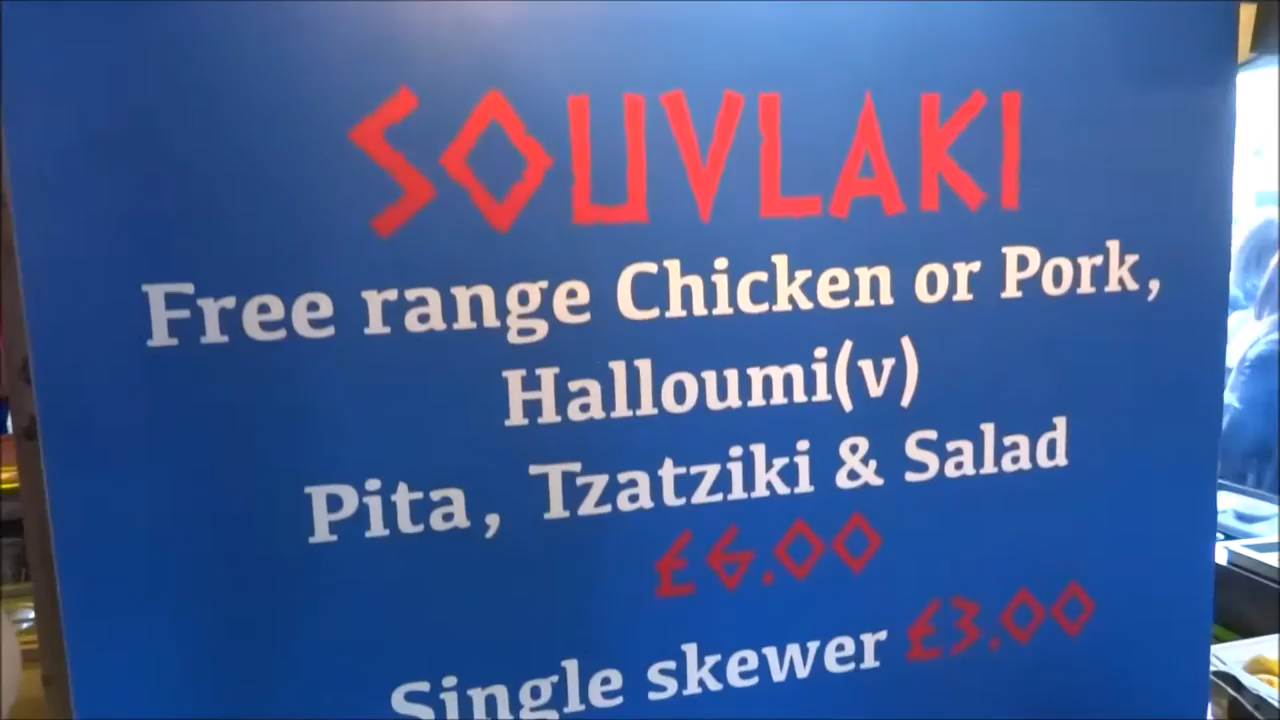 SOUVLAKI
Free range Chicken or Pork,
Halloumi(v)
Pita, Tzatziki & Salad
£6.00
Single skewer £3.00